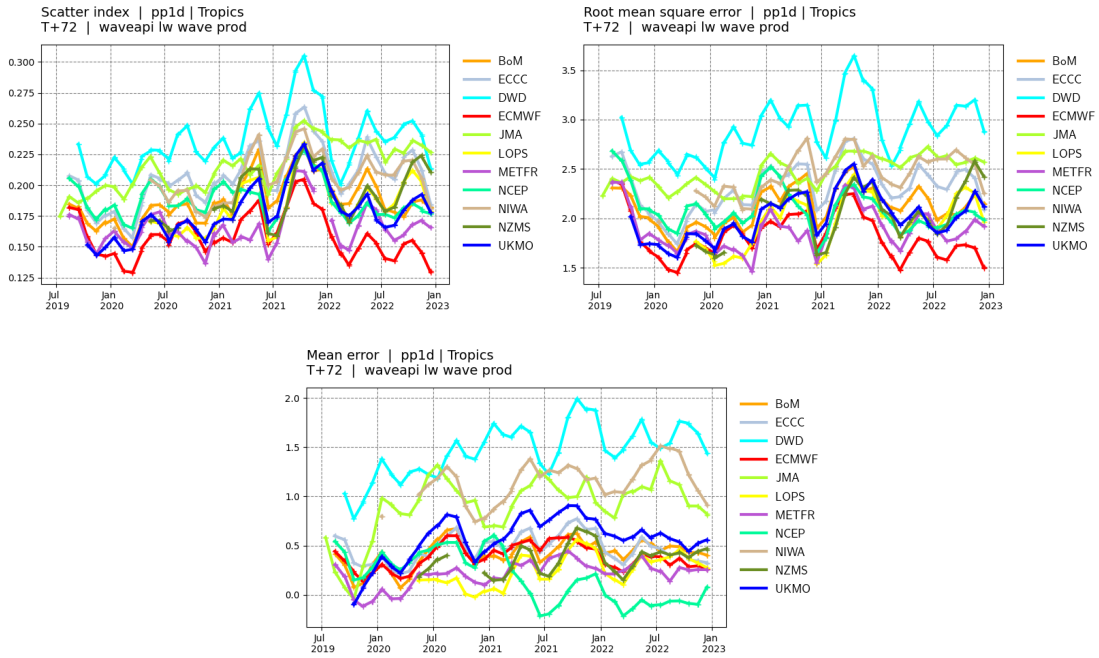 Scatter index | pp1d | Tropics
T+72 | waveapi lw wave prod
0.300
0.275
0.250
0.225
0.200
0.175
0.150
0.125
Jul
2019
Jan
2020
Jul
2020
Jan
2021
Jul
2021
Jan
2022
Jul
2022
Jan
2023
BoM
ECCC
DWD
ECMWF
JMA
LOPS
METFR
NCEP
NIWA
NZMS
UKMO
Root mean square error | pp1d | Tropics
T+72 | waveapi lw wave prod
3.5
3.0
2.5
2.0
1.5
Jul
2019
Jan
2020
Jul
2020
Jan
2021
Jul
2021
Jan
2022
Jul
2022
Jan
2023
BoM
ECCC
DWD
ECMWF
JMA
LOPS
METFR
NCEP
NIWA
NZMS
UKMO
Mean error | pp1d | Tropics
T+72 | waveapi lw wave prod
2.0
1.5
1.0
0.5
0.0
Jul
2019
Jan
2020
Jul
2020
Jan
2021
Jul
2021
Jan
2022
Jul
2022
Jan
2023
BoM
ECCC
DWD
ECMWF
JMA
LOPS
METFR
NCEP
NIWA
NZMS
UKMO